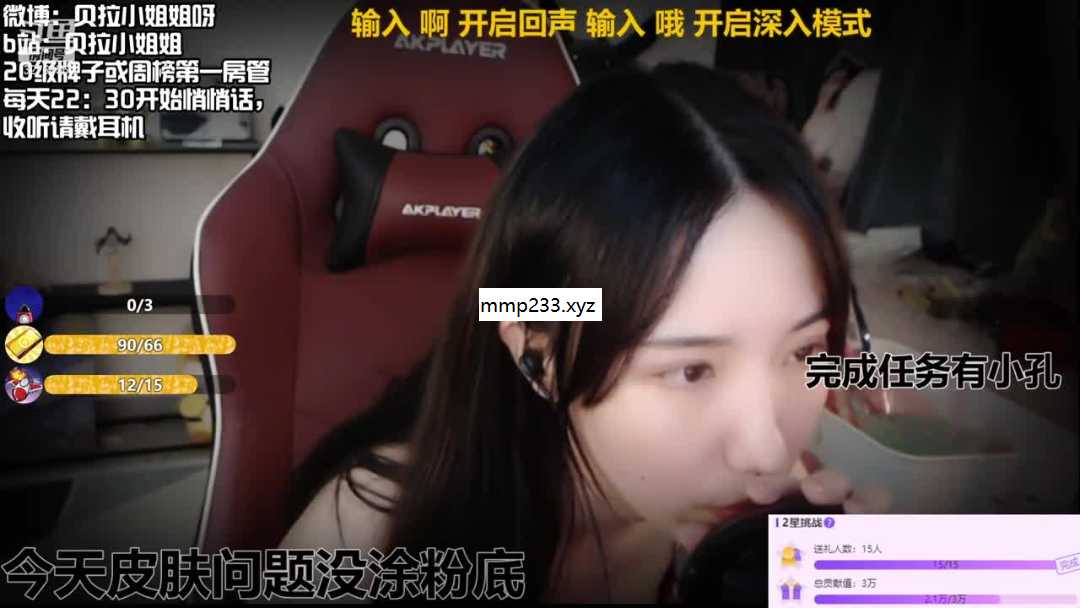 微博：贝拉小姐姐呀
b站：贝拉小姐姐
20级牌子或周榜第一房管
每天22：30开始悄悄话，
收听请戴耳机
输入 啊 开启回声 输入 哦 开启深入模式
AKPLAYER
AKPLAYER
mmp233.xyz
0/3
90/66
12/15
完成任务有小孔
今天皮肤问题没涂粉底
2星挑战?
送礼人数：15人
15/15
完成
总贡献值：3万
2.1万/3万